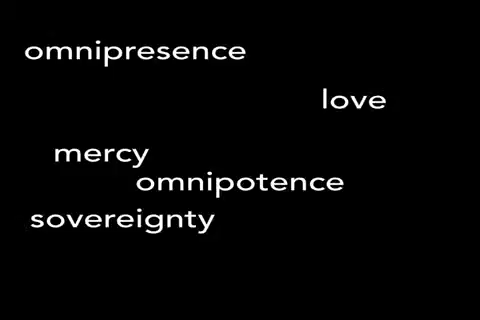 omnipresence
love
mercy
omnipotence
sovereignty